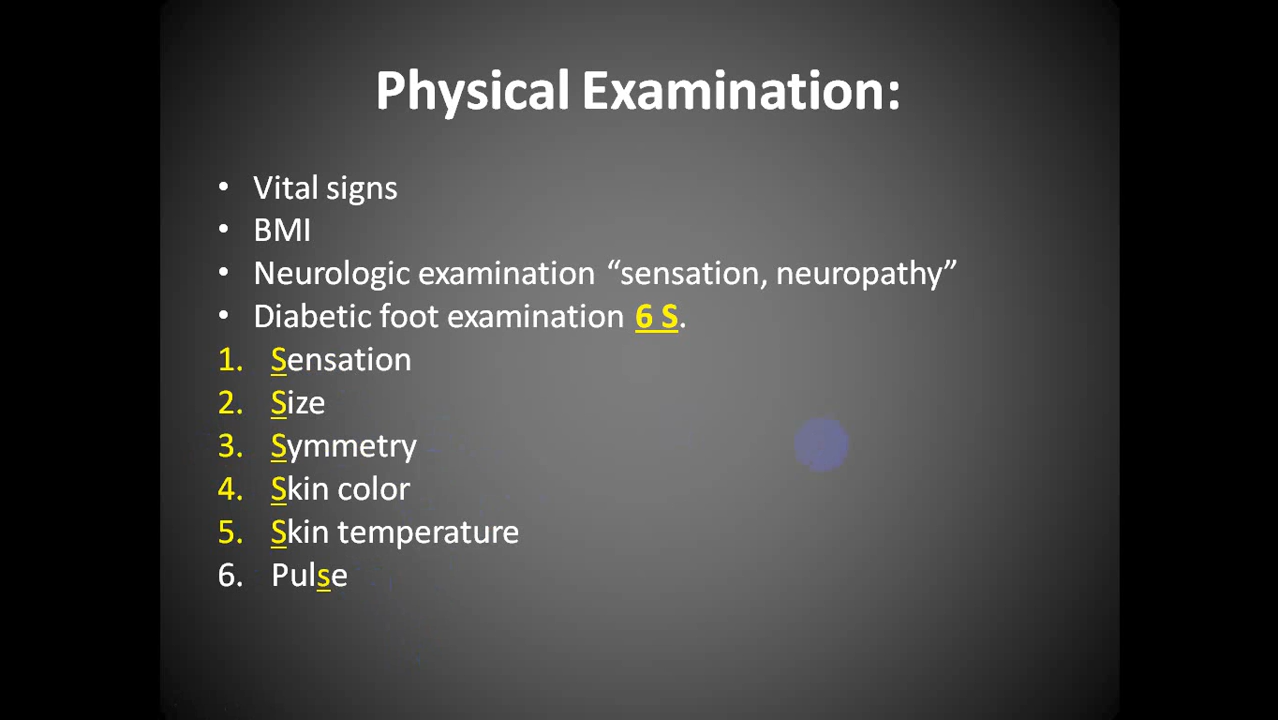 Physical Examination:
• Vital signs
• BMI
• Neurologic examination “sensation, neuropathy”
• Diabetic foot examination 6 S.
1. Sensation
2. Size
3. Symmetry
4. Skin color
5. Skin temperature
6. Pulse